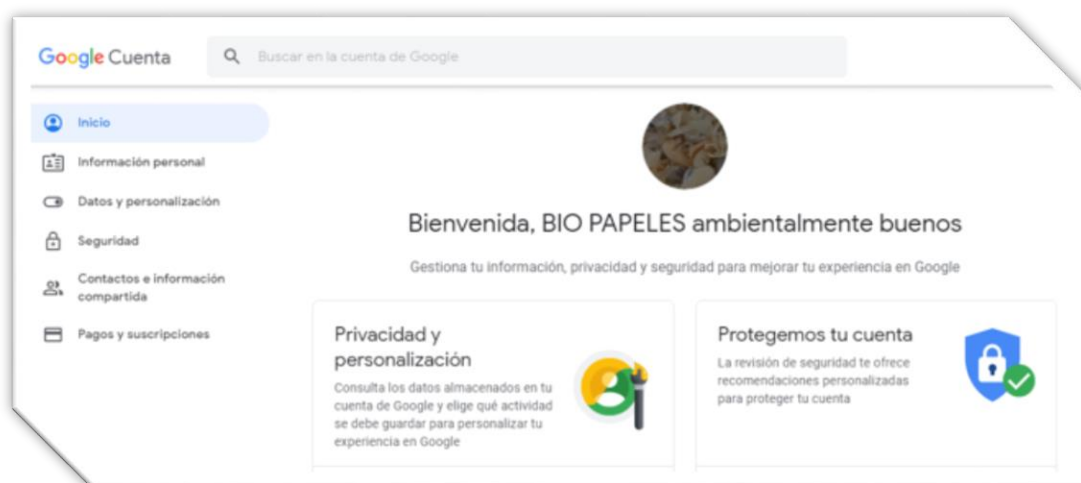 Google Cuenta
Buscar en la cuenta de Google
Inicio
Información personal
Datos y personalización
Seguridad
Contactos e información
compartida
Pagos y suscripciones
Bienvenida, BIO PAPELES ambientalmente buenos
Gestiona tu información, privacidad y seguridad para mejorar tu experiencia en Google
Privacidad y
personalización
Consulta los datos almacenados en tu
cuenta de Google y elige qué actividad
se debe guardar para personalizar tu
experiencia en Google
Protegemos tu cuenta
La revisión de seguridad te ofrece
recomendaciones personalizadas
para proteger tu cuenta